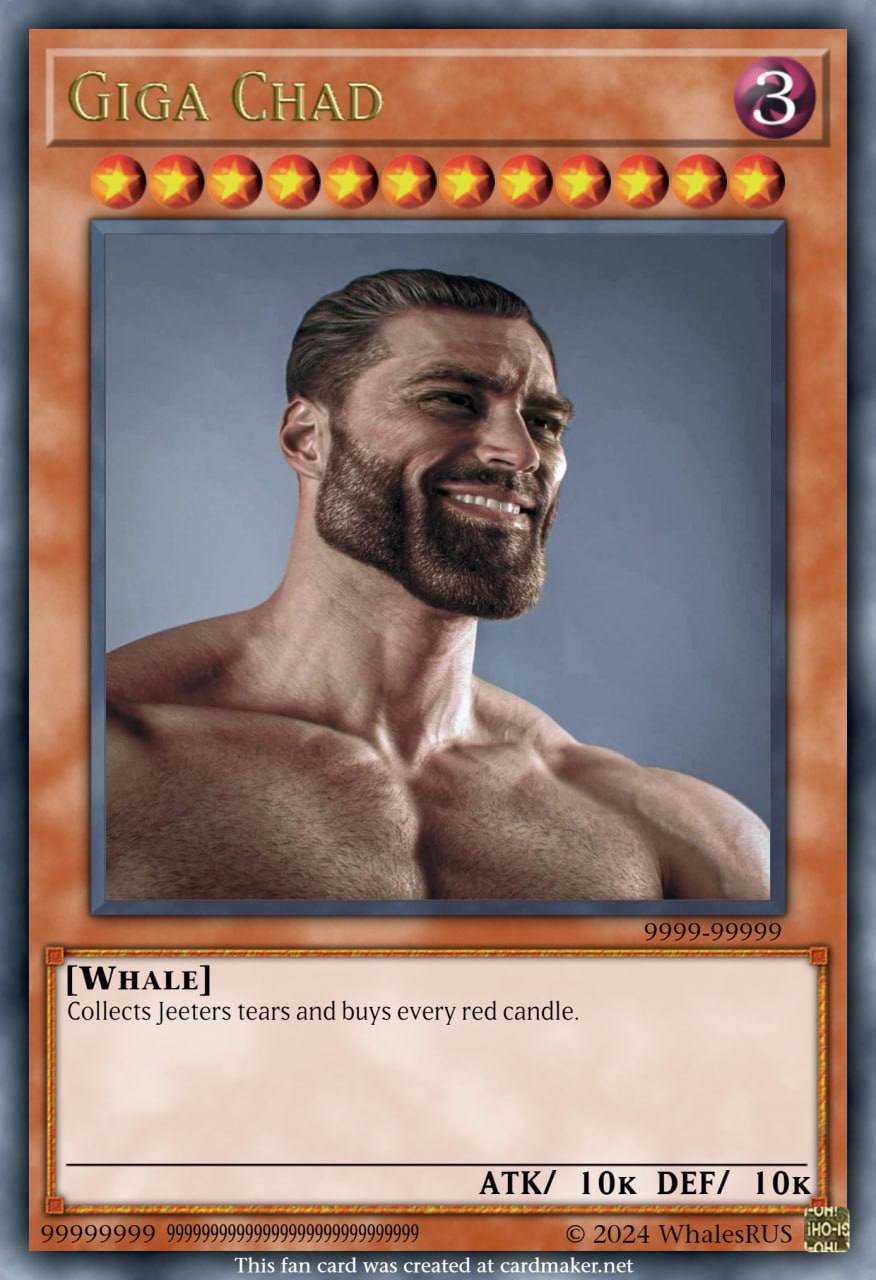 Giga Chad
3
9999-99999
[Whale]
Collects Jeeters tears and buys every red candle.
ATK/ 10K DEF/ 10K
99999999
© 2024 WhalesRUS
This fan card was created at cardmaker.net